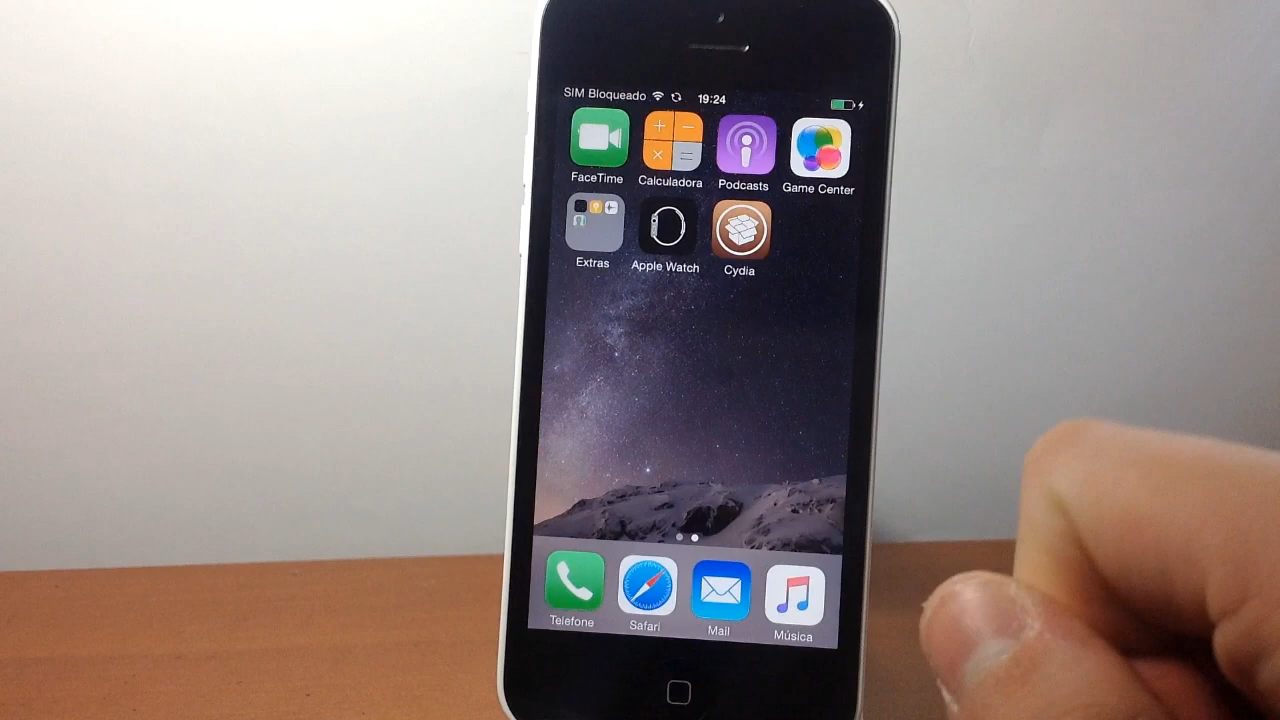 SIM Bloqueado 19:24
FaceTime Calculadora Podcasts Game Center
Extras Apple Watch Cydia
Telefone Safari Mail Música